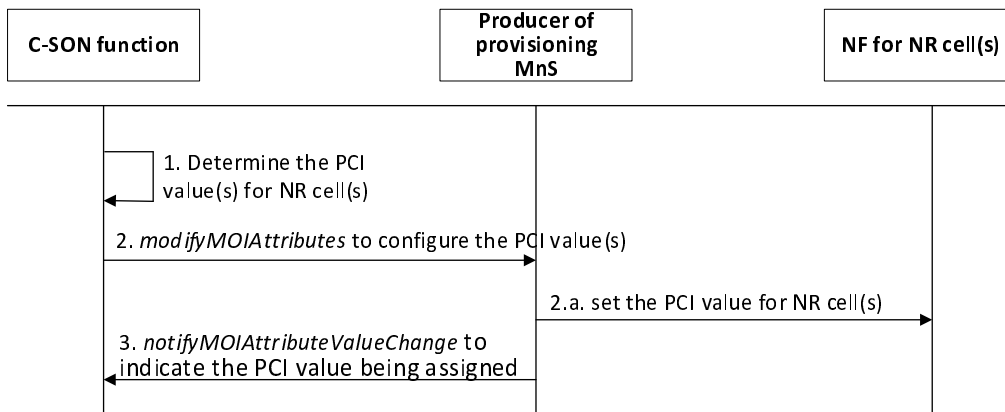 C-SON function
Producer of
provisioning
MnS
NF for NR cell(s)
1. Determine the PCI
value(s) for NR cell(s)
2. modifyMOIAttributes to configure the PCI value(s)
2.a. set the PCI value for NR cell(s)
3. notifyMOIAttributeValueChange to
indicate the PCI value being assigned